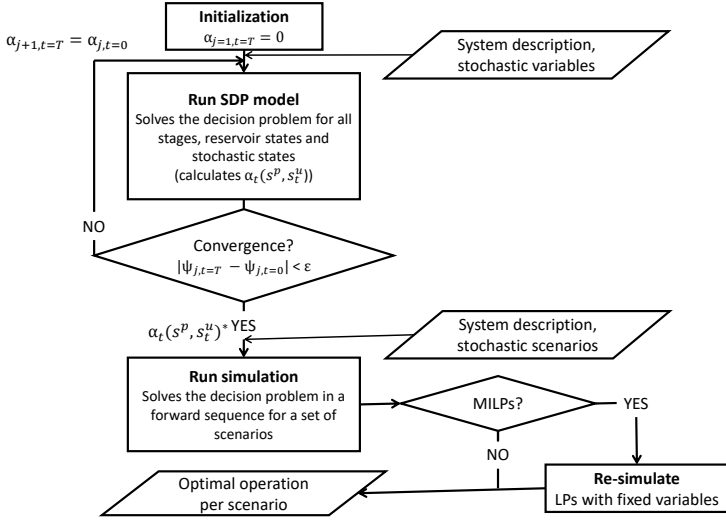 Initialization
α_{j=1,t=T} = 0
α_{j+1,t=T} = α_{j,t=0}
System description,
stochastic variables
Run SDP model
Solves the decision problem for all
stages, reservoir states and
stochastic states
(calculates α_t(s^p, s_t^u))
NO
Convergence?
|ψ_{j,t=T} − ψ_{j,t=0}| < ε
α_t(s^p, s_t^u)* YES
System description,
stochastic scenarios
Run simulation
Solves the decision problem in a
forward sequence for a set of
scenarios
MILPs?
YES
NO
Optimal operation
per scenario
Re-simulate
LPs with fixed variables